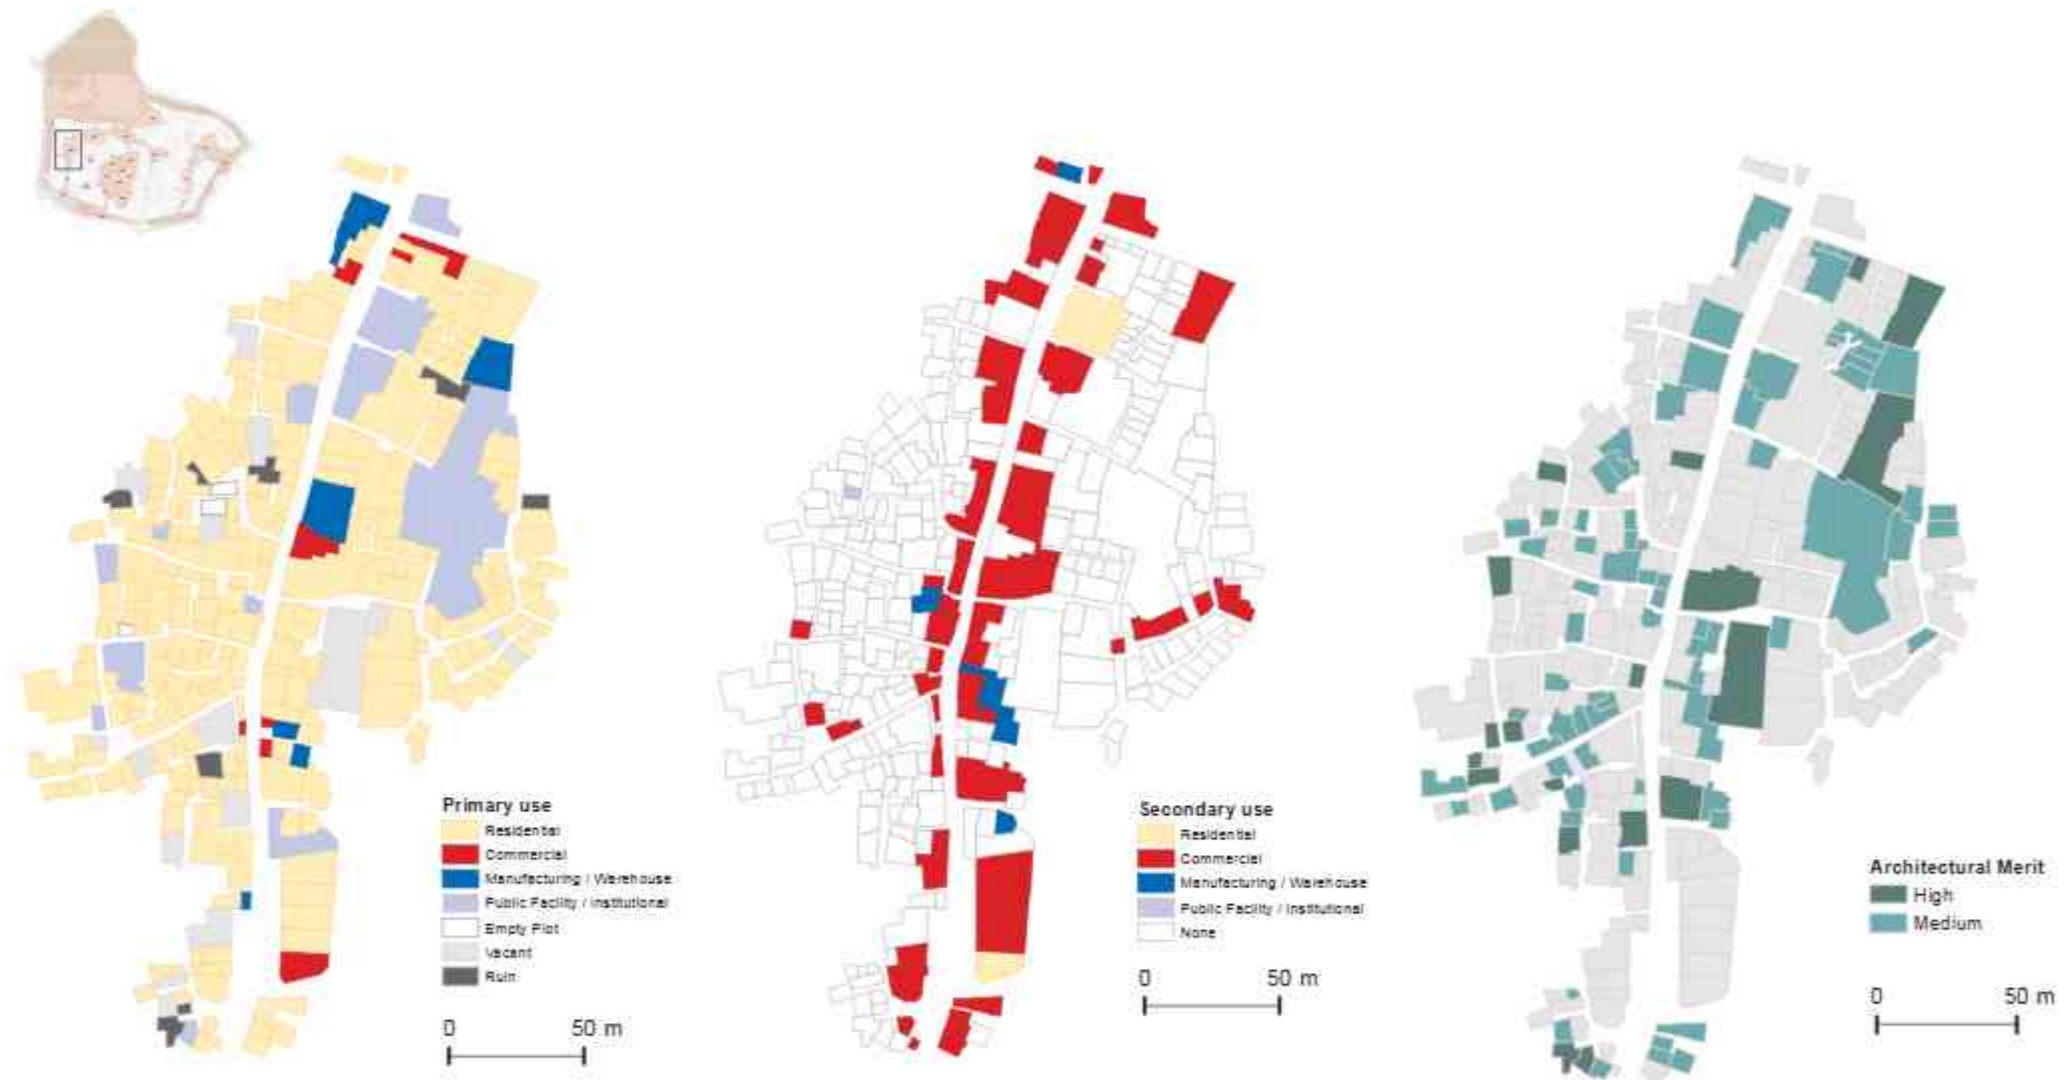 Primary use
Residential
Commercial
Manufacturing / Warehouse
Public Facility / Institutional
Empty Plot
Vacant
Ruin
0 50 m
Secondary use
Residential
Commercial
Manufacturing / Warehouse
Public Facility / Institutional
None
0 50 m
Architectural Merit
High
Medium
0 50 m